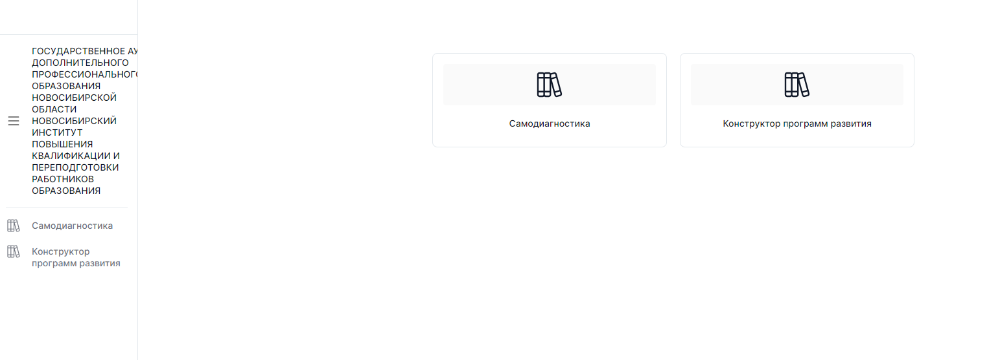 ГОСУДАРСТВЕННОЕ
ДОПОЛНИТЕЛЬНОГО
ПРОФЕССИОНАЛЬНОГО
ОБРАЗОВАНИЯ
НОВОСИБИРСКОЙ
ОБЛАСТИ
НОВОСИБИРСКИЙ
ИНСТИТУТ
ПОВЫШЕНИЯ
КВАЛИФИКАЦИИ И
ПЕРЕПОДГОТОВКИ
РАБОТНИКОВ
ОБРАЗОВАНИЯ
Самодиагностика
Конструктор
программ развития
Самодиагностика
Конструктор программ развития